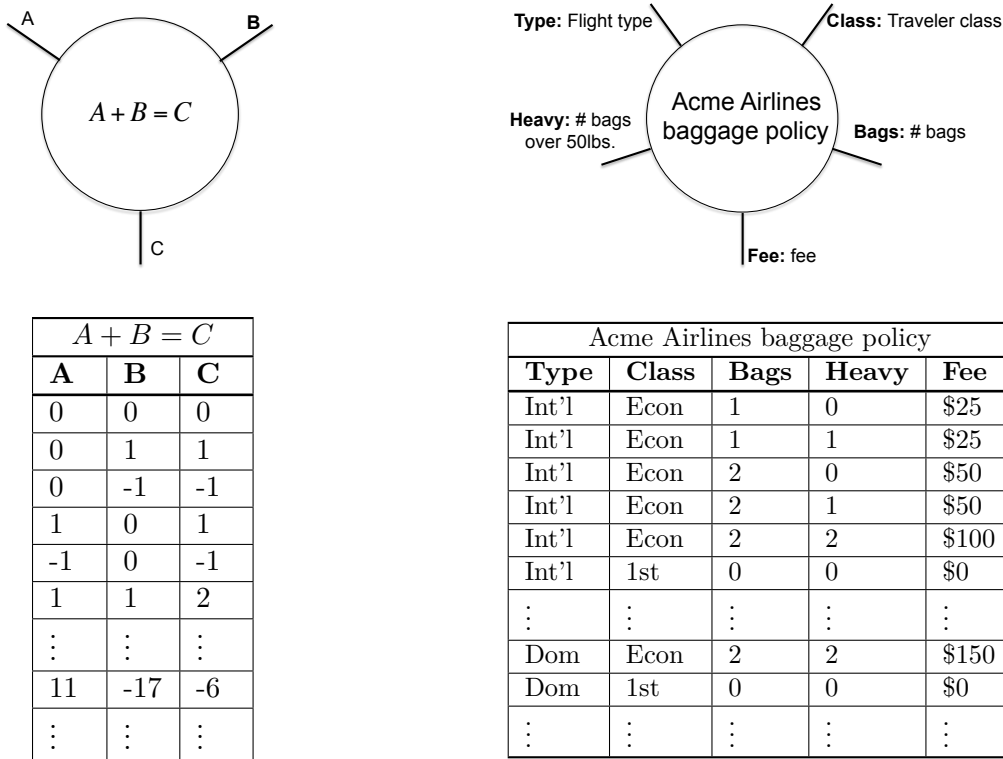 A
B
A + B = C
C
Type: Flight type
Class: Traveler class
Heavy: # bags
over 50lbs.
Acme Airlines
baggage policy
Bags: # bags
Fee: fee
A + B = C
A B C
0 0 0
0 1 1
0 -1 -1
1 0 1
-1 0 -1
1 1 2
⋮ ⋮ ⋮
11 -17 -6
⋮ ⋮ ⋮
Acme Airlines baggage policy
Type Class Bags Heavy Fee
Int'l Econ 1 0 $25
Int'l Econ 1 1 $25
Int'l Econ 2 0 $50
Int'l Econ 2 1 $50
Int'l Econ 2 2 $100
Int'l 1st 0 0 $0
⋮ ⋮ ⋮ ⋮ ⋮
Dom Econ 2 2 $150
Dom 1st 0 0 $0
⋮ ⋮ ⋮ ⋮ ⋮